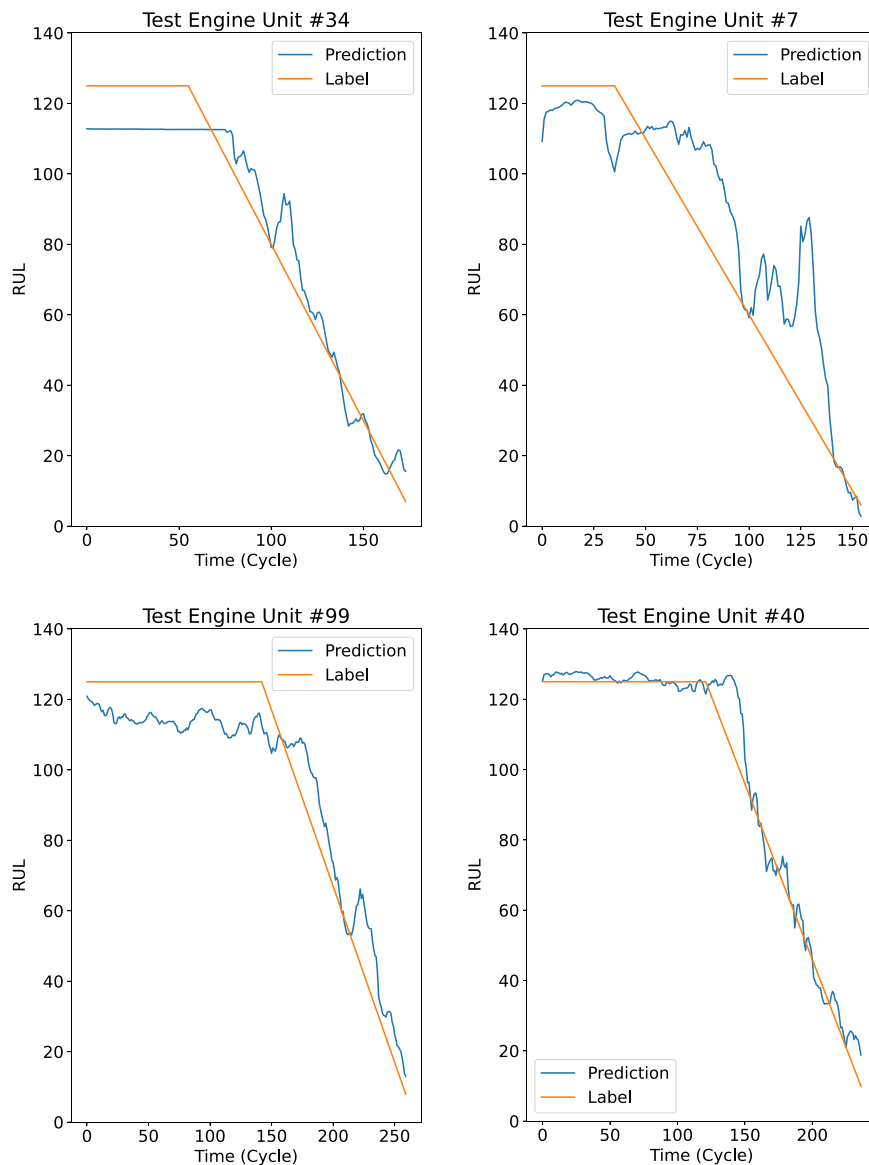 Test Engine Unit #34
140
120
100
80
60
40
20
0
RUL
Prediction
Label
0 50 100 150
Time (Cycle)
Test Engine Unit #7
140
120
100
80
60
40
20
0
RUL
Prediction
Label
0 25 50 75 100 125 150
Time (Cycle)
Test Engine Unit #99
140
120
100
80
60
40
20
0
RUL
Prediction
Label
0 50 100 150 200 250
Time (Cycle)
Test Engine Unit #40
140
120
100
80
60
40
20
0
RUL
Prediction
Label
0 50 100 150 200
Time (Cycle)